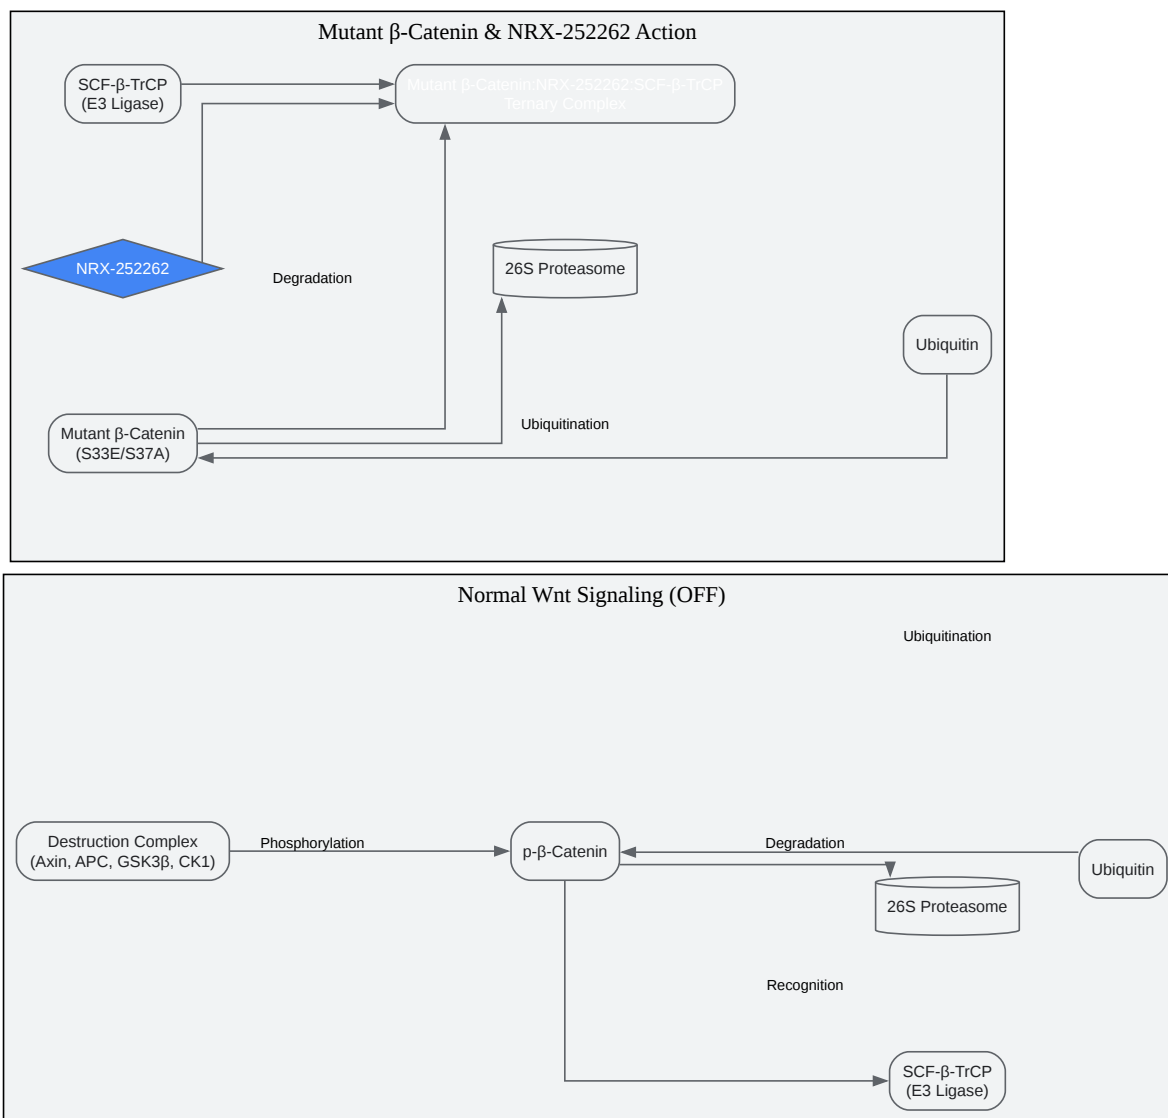 Mutant β-Catenin & NRX-252262 Action
SCF-β-TrCP
(E3 Ligase)
Mutant β-Catenin:NRX-252262:SCF-β-TrCP
Ternary Complex
NRX-252262
Degradation
26S Proteasome
Ubiquitin
Mutant β-Catenin
(S33E/S37A)
Ubiquitination
Normal Wnt Signaling (OFF)
Ubiquitination
Destruction Complex
(Axin, APC, GSK3β, CK1)
Phosphorylation
p-β-Catenin
Degradation
Ubiquitin
26S Proteasome
Recognition
SCF-β-TrCP
(E3 Ligase)